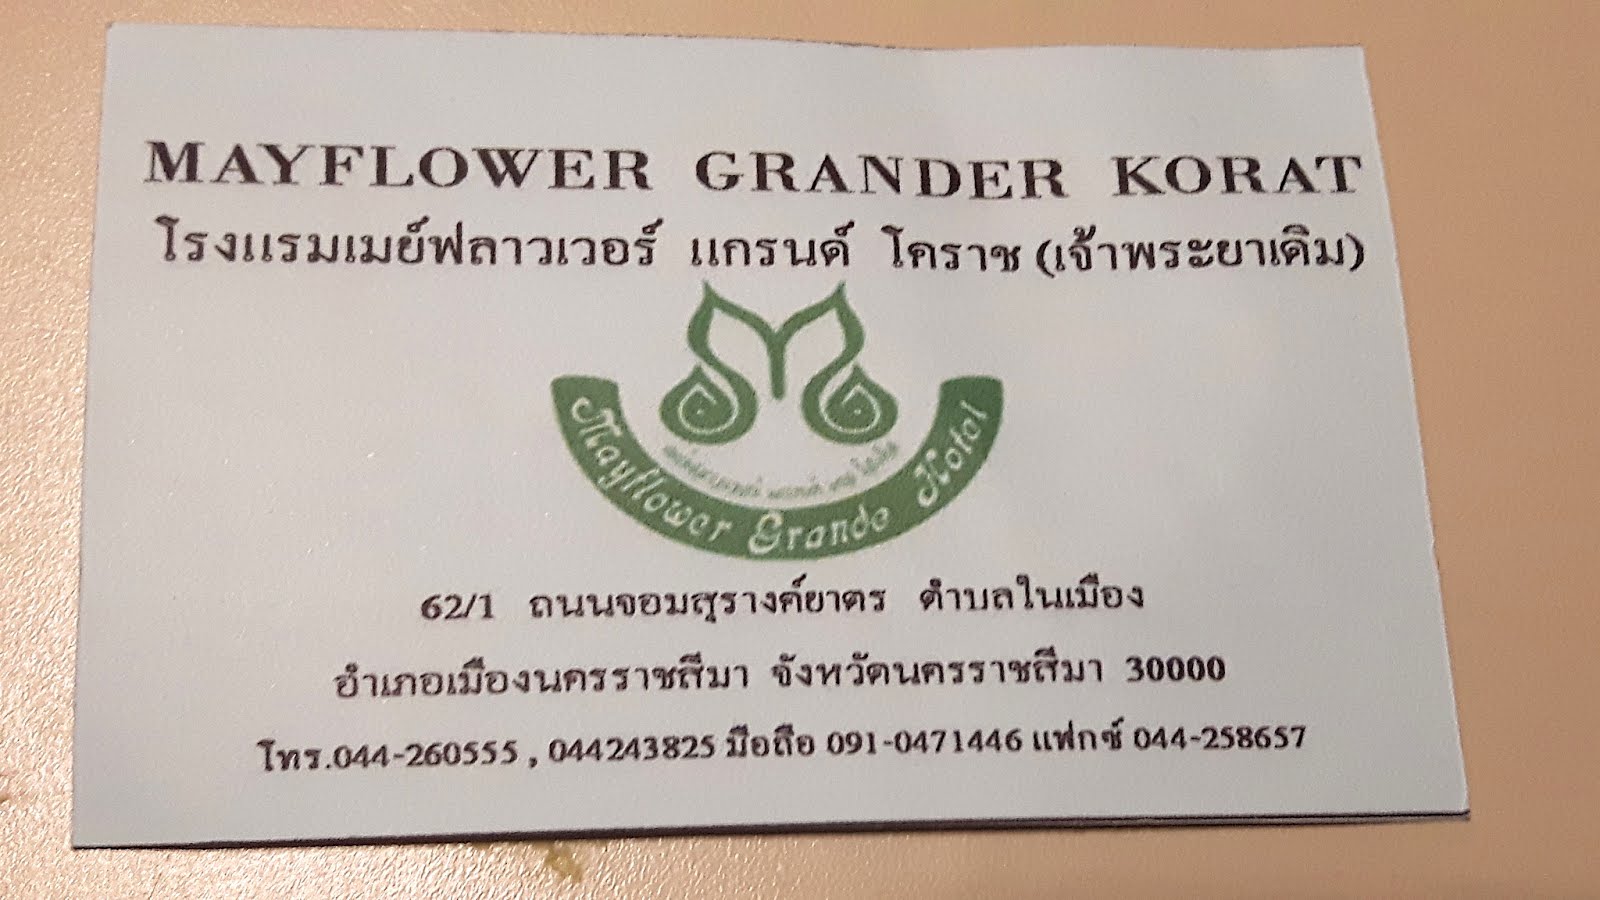 MAYFLOWER GRANDER KORAT
โรงแรมเมย์ฟลาวเวอร์ แกรนด์ โคราช (เจ้าพระยาเดิม)
Mayflower Grande Hotel
62/1 ถนนจอมสุรางค์ยาตร ตำบลในเมือง
อำเภอเมืองนครราชสีมา จังหวัดนครราชสีมา 30000
โทร.044-260555 , 044243825 มือถือ 091-0471446 แฟกซ์ 044-258657